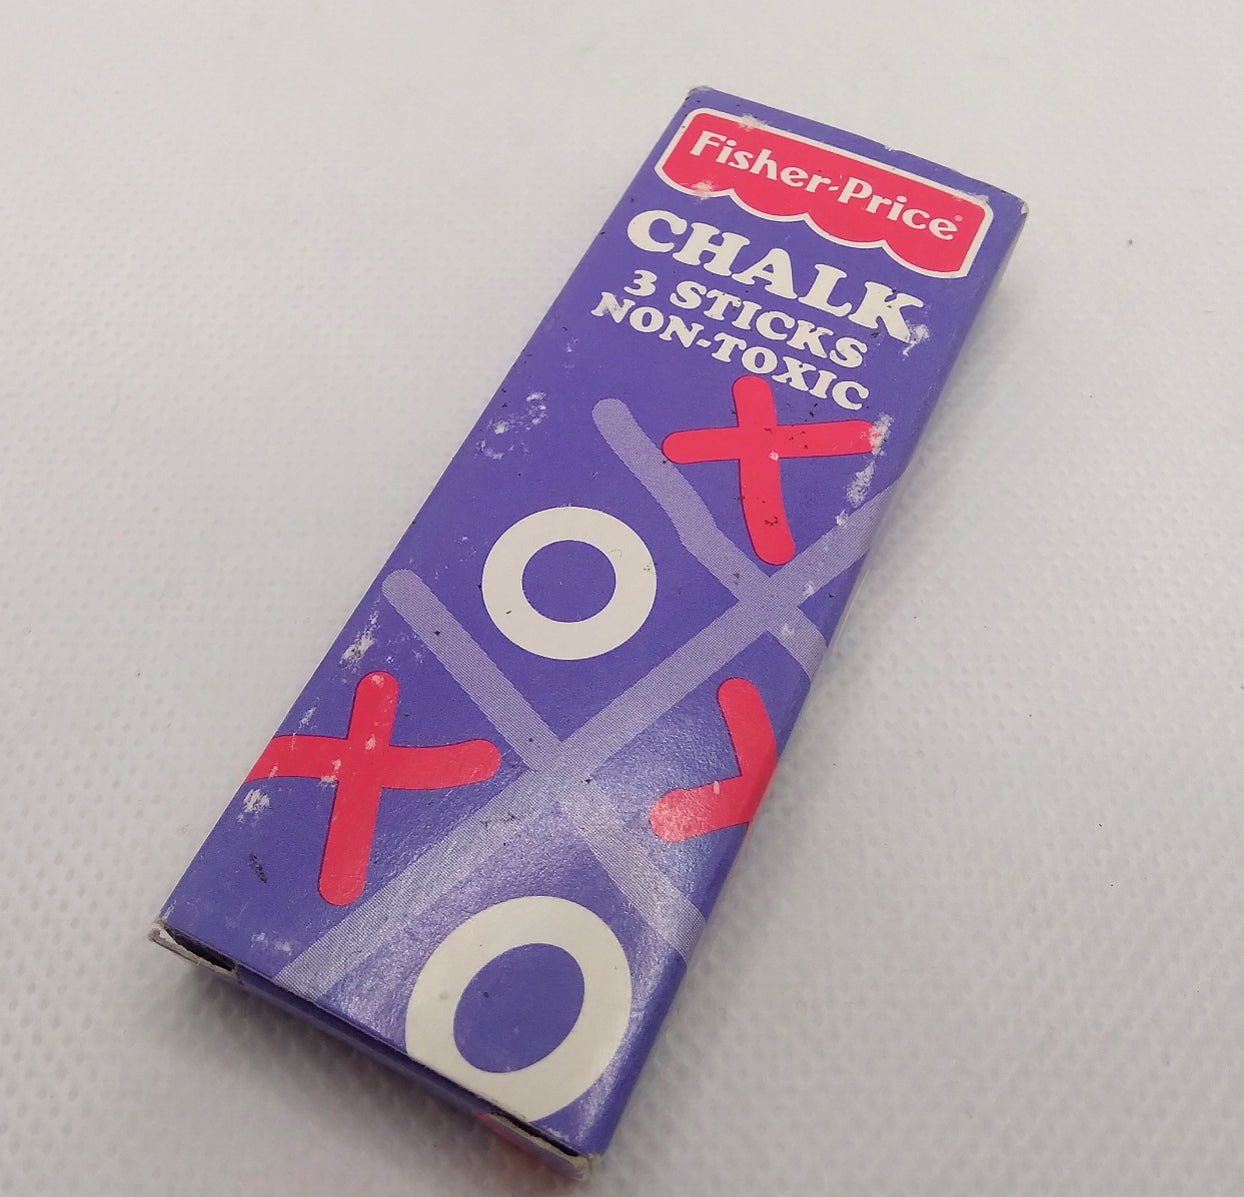 Fisher-Price®
CHALK
3 STICKS
NON-TOXIC